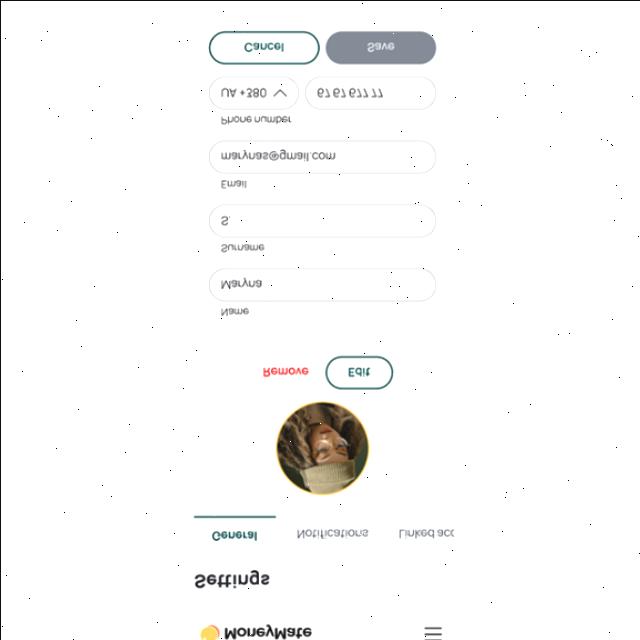 MoneyMate
Settings
General Notifications Linked acc
Remove Edit
Name
Maryna
Surname
S.
Email
marynas@gmail.com
Phone number
UA +380 67 67 677 77
Cancel Save